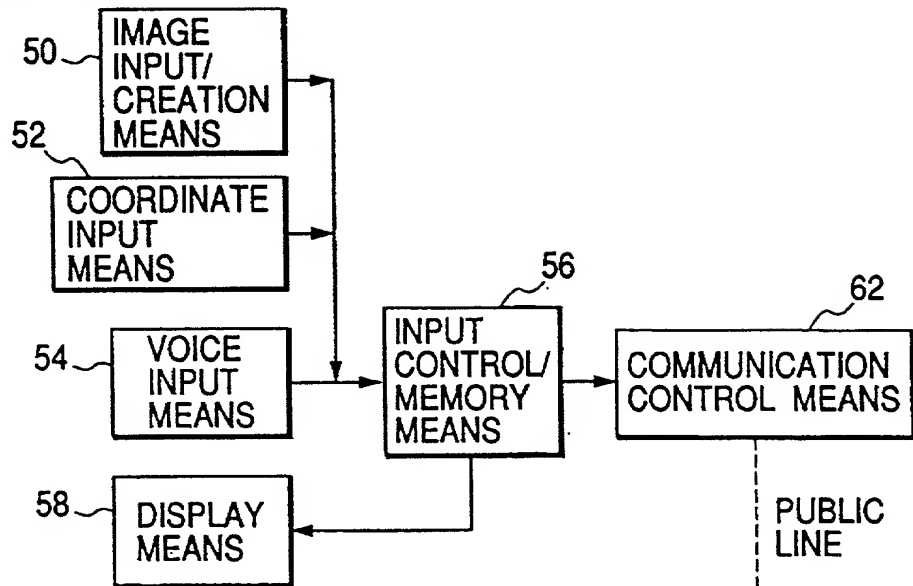 50
IMAGE
INPUT/
CREATION
MEANS
52
COORDINATE
INPUT
MEANS
54
VOICE
INPUT
MEANS
56
INPUT
CONTROL/
MEMORY
MEANS
62
COMMUNICATION
CONTROL MEANS
58
DISPLAY
MEANS
PUBLIC
LINE